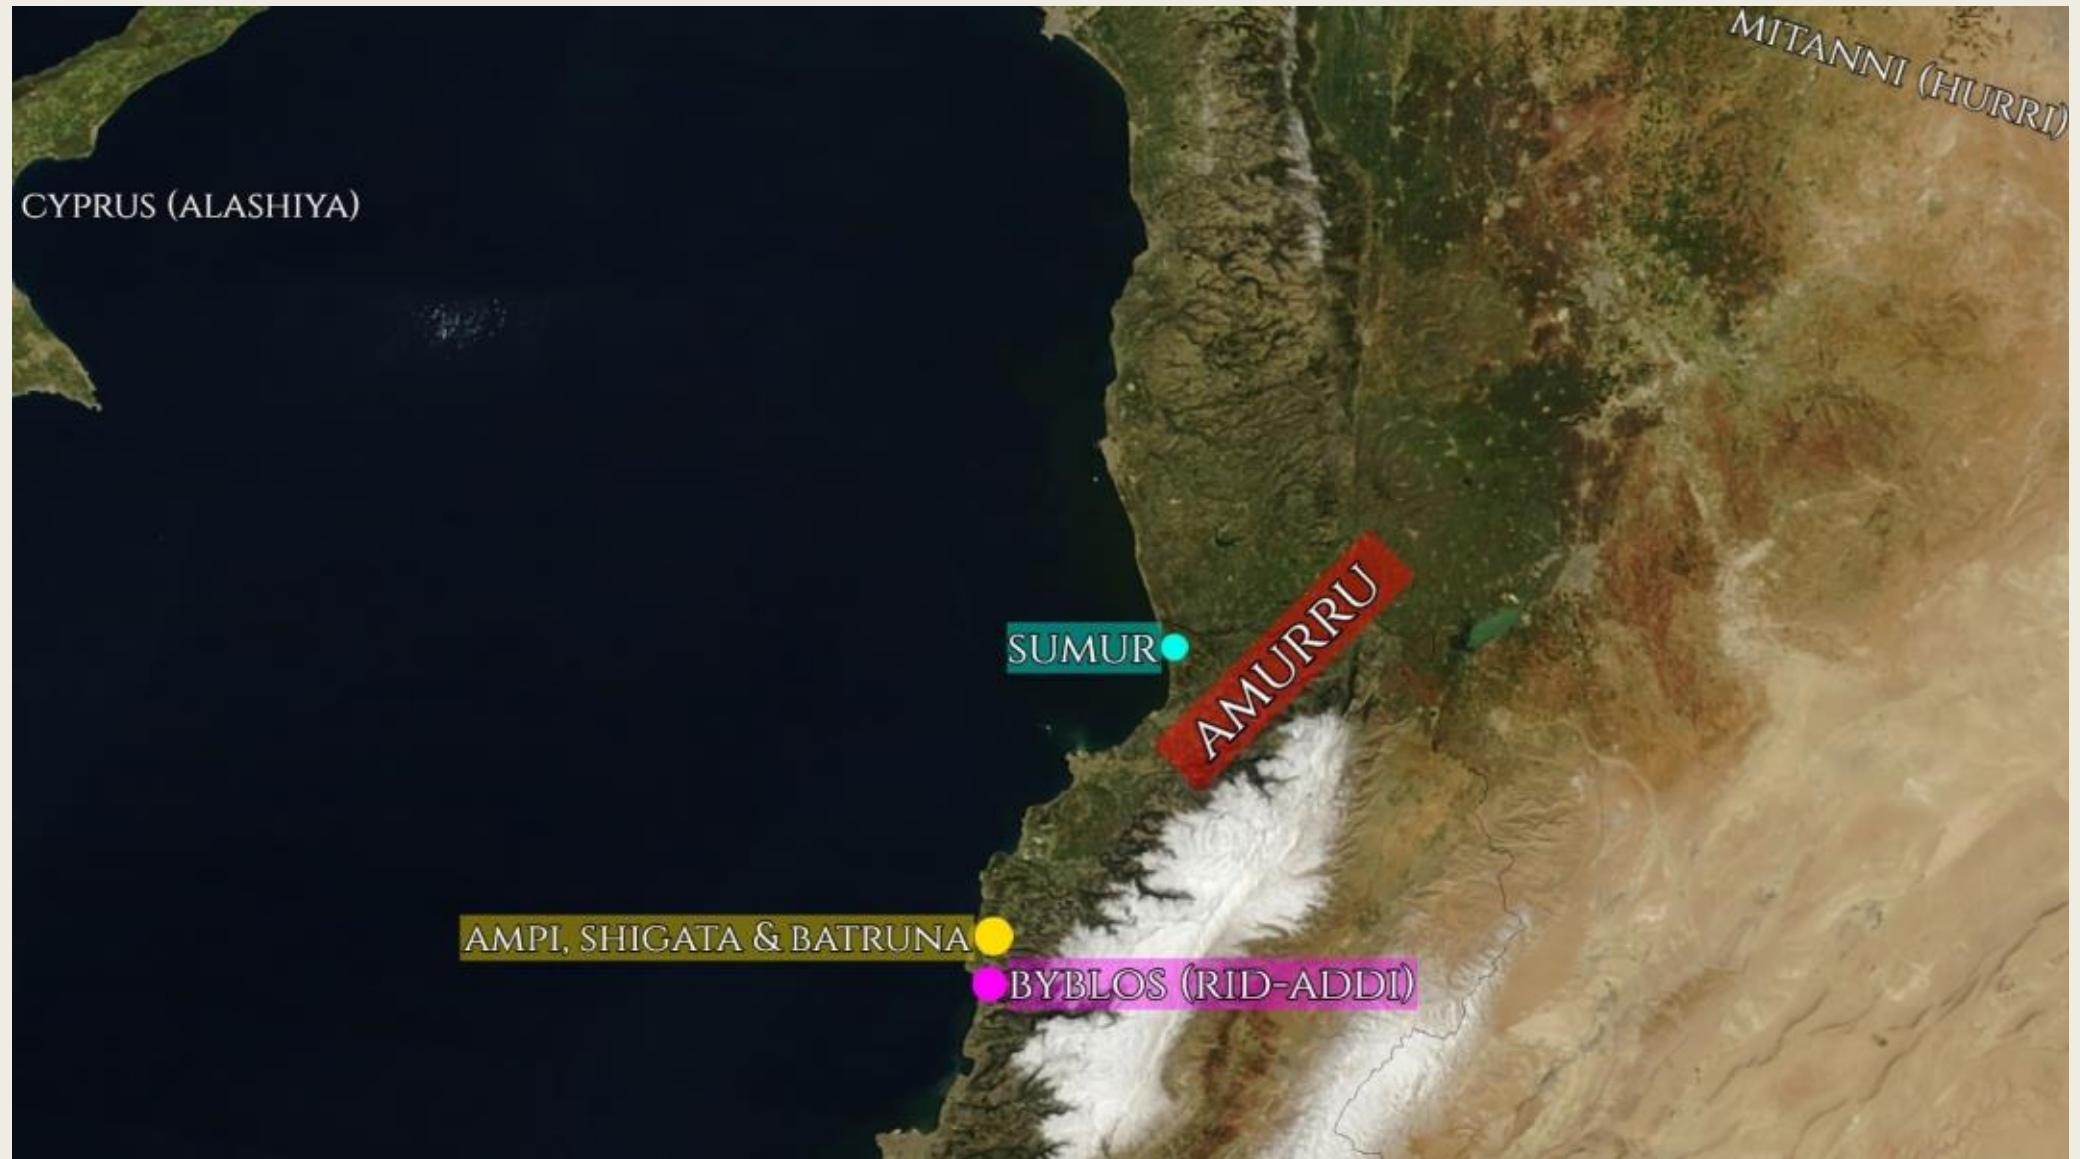 MITANNI (HURRI)
CYPRUS (ALASHIYA)
SUMUR
AMURRU
AMPI, SHIGATA & BATRUNA
BYBLOS (RID-ADDI)